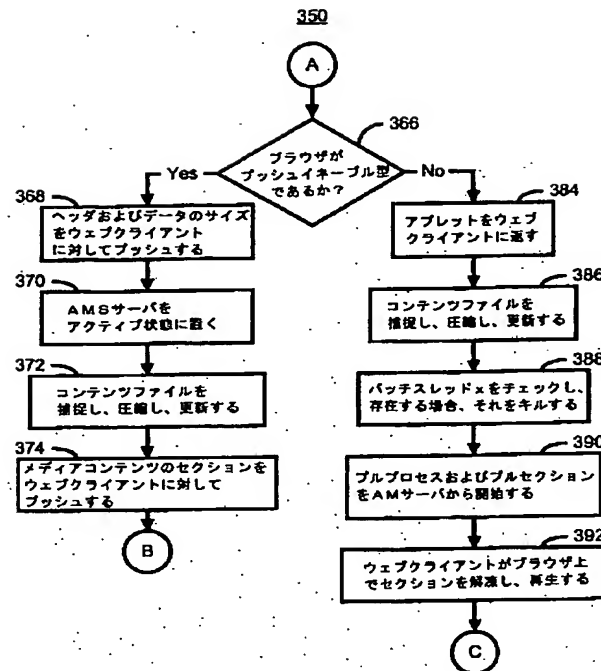 350
A
366
ブラウザが
プッシュイネーブル型
であるか?
Yes
No
368
ヘッダおよびデータのサイズ
をウェブクライアント
に対してプッシュする
370
AMSサーバを
アクティブ状態に置く
372
コンテンツファイルを
捕捉し、圧縮し、更新する
374
メディアコンテンツのセクションを
ウェブクライアントに対して
プッシュする
B
384
アプレットをウェブ
クライアントに返す
386
コンテンツファイルを
捕捉し、圧縮し、更新する
388
バッチスレッドxをチェックし、
存在する場合、それをキルする
390
プルプロセスおよびプルセクション
をAMサーバから開始する
392
ウェブクライアントがブラウザ上
でセクションを解凍し、再生する
C